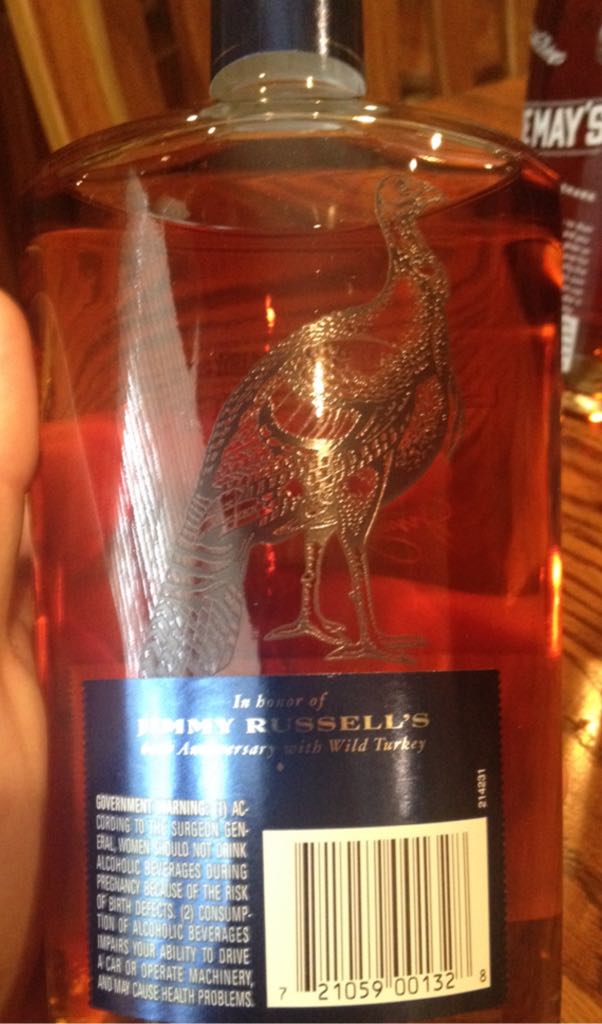 EMAY'S
In honor of
JIMMY RUSSELL'S
Anniversary with Wild Turkey
214231
GOVERNMENT WARNING: (1) AC-
CORDING TO THE SURGEON GEN-
ERAL, WOMEN SHOULD NOT DRINK
ALCOHOLIC BEVERAGES DURING
PREGNANCY BECAUSE OF THE RISK
OF BIRTH DEFECTS. (2) CONSUMP-
TION OF ALCOHOLIC BEVERAGES
IMPAIRS YOUR ABILITY TO DRIVE
A CAR OR OPERATE MACHINERY,
AND MAY CAUSE HEALTH PROBLEMS.
7 21059 00132 8